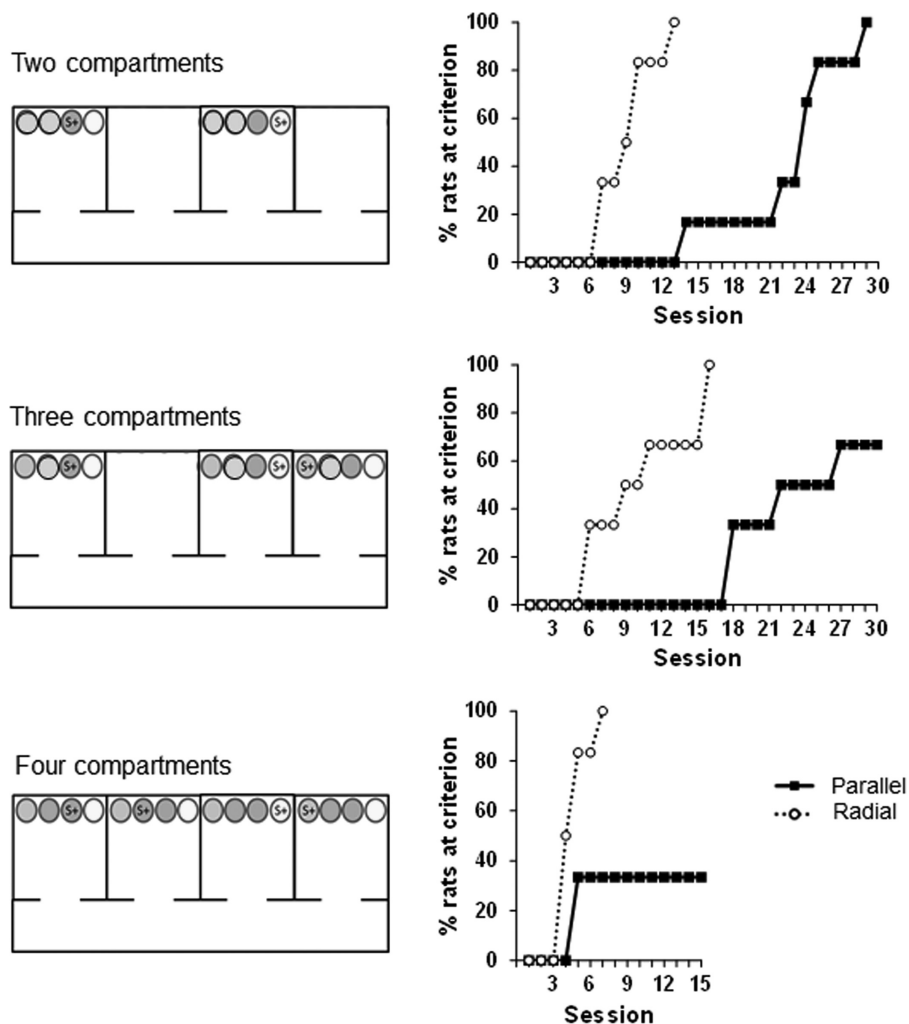 Two compartments
S+ S+
% rats at criterion
100
80
60
40
20
0
3 6 9 12 15 18 21 24 27 30
Session
Three compartments
S+ S+ S+
% rats at criterion
100
80
60
40
20
0
3 6 9 12 15 18 21 24 27 30
Session
Four compartments
S+ S+ S+ S+
% rats at criterion
100
80
60
40
20
0
3 6 9 12 15
Session
Parallel
Radial